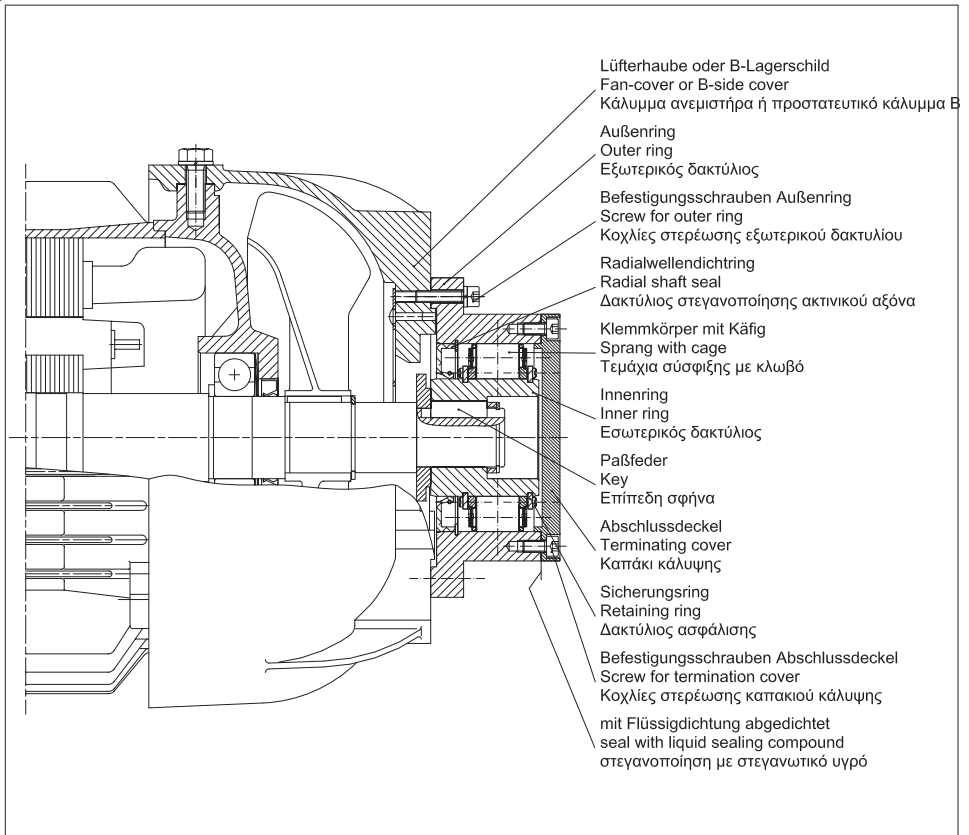 Lüfterhaube oder B-Lagerschild
Fan-cover or B-side cover
Κάλυμμα ανεμιστήρα ή προστατευτικό κάλυμμα B
Außenring
Outer ring
Εξωτερικός δακτύλιος
Befestigungsschrauben Außenring
Screw for outer ring
Κοχλίες στερέωσης εξωτερικού δακτυλίου
Radialwellendichtring
Radial shaft seal
Δακτύλιος στεγανοποίησης ακτινικού αξόνα
Klemmkörper mit Käfig
Sprang with cage
Τεμάχια σύσφιξης με κλωβό
Innenring
Inner ring
Εσωτερικός δακτύλιος
Paßfeder
Key
Επίπεδη σφήνα
Abschlussdeckel
Terminating cover
Καπάκι κάλυψης
Sicherungsring
Retaining ring
Δακτύλιος ασφάλισης
Befestigungsschrauben Abschlussdeckel
Screw for termination cover
Κοχλίες στερέωσης καπακιού κάλυψης
mit Flüssigdichtung abgedichtet
seal with liquid sealing compound
στεγανοποίηση με στεγανωτικό υγρό